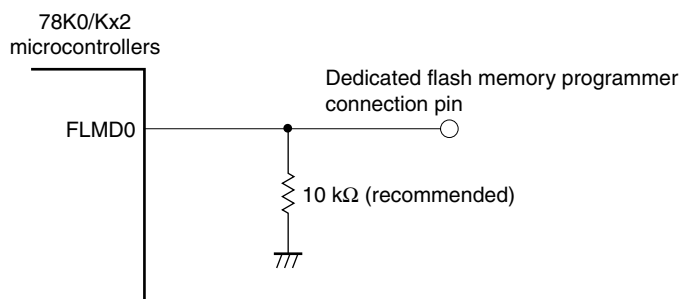 78K0/Kx2
microcontrollers
Dedicated flash memory programmer
connection pin
FLMD0
10 kΩ (recommended)